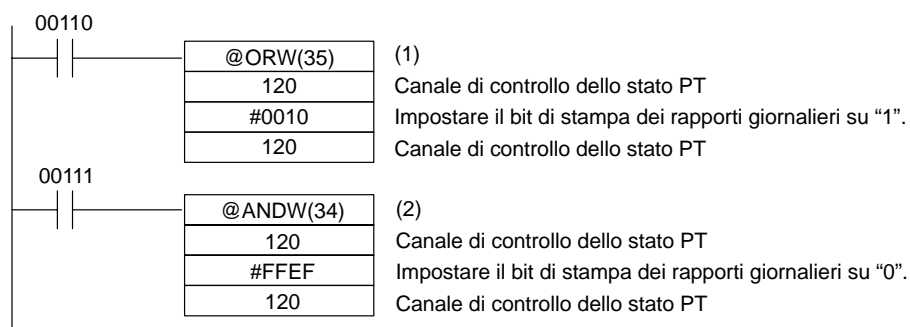 00110
@ORW(35) (1)
120 Canale di controllo dello stato PT
#0010 Impostare il bit di stampa dei rapporti giornalieri su “1”.
120 Canale di controllo dello stato PT
00111
@ANDW(34) (2)
120 Canale di controllo dello stato PT
#FFEF Impostare il bit di stampa dei rapporti giornalieri su “0”.
120 Canale di controllo dello stato PT